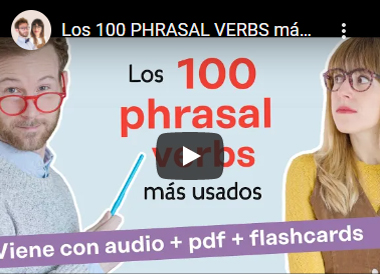 Los 100 PHRASAL VERBS má...
Los 100
phrasal
verbs
más usados
Viene con audio + pdf + flashcards